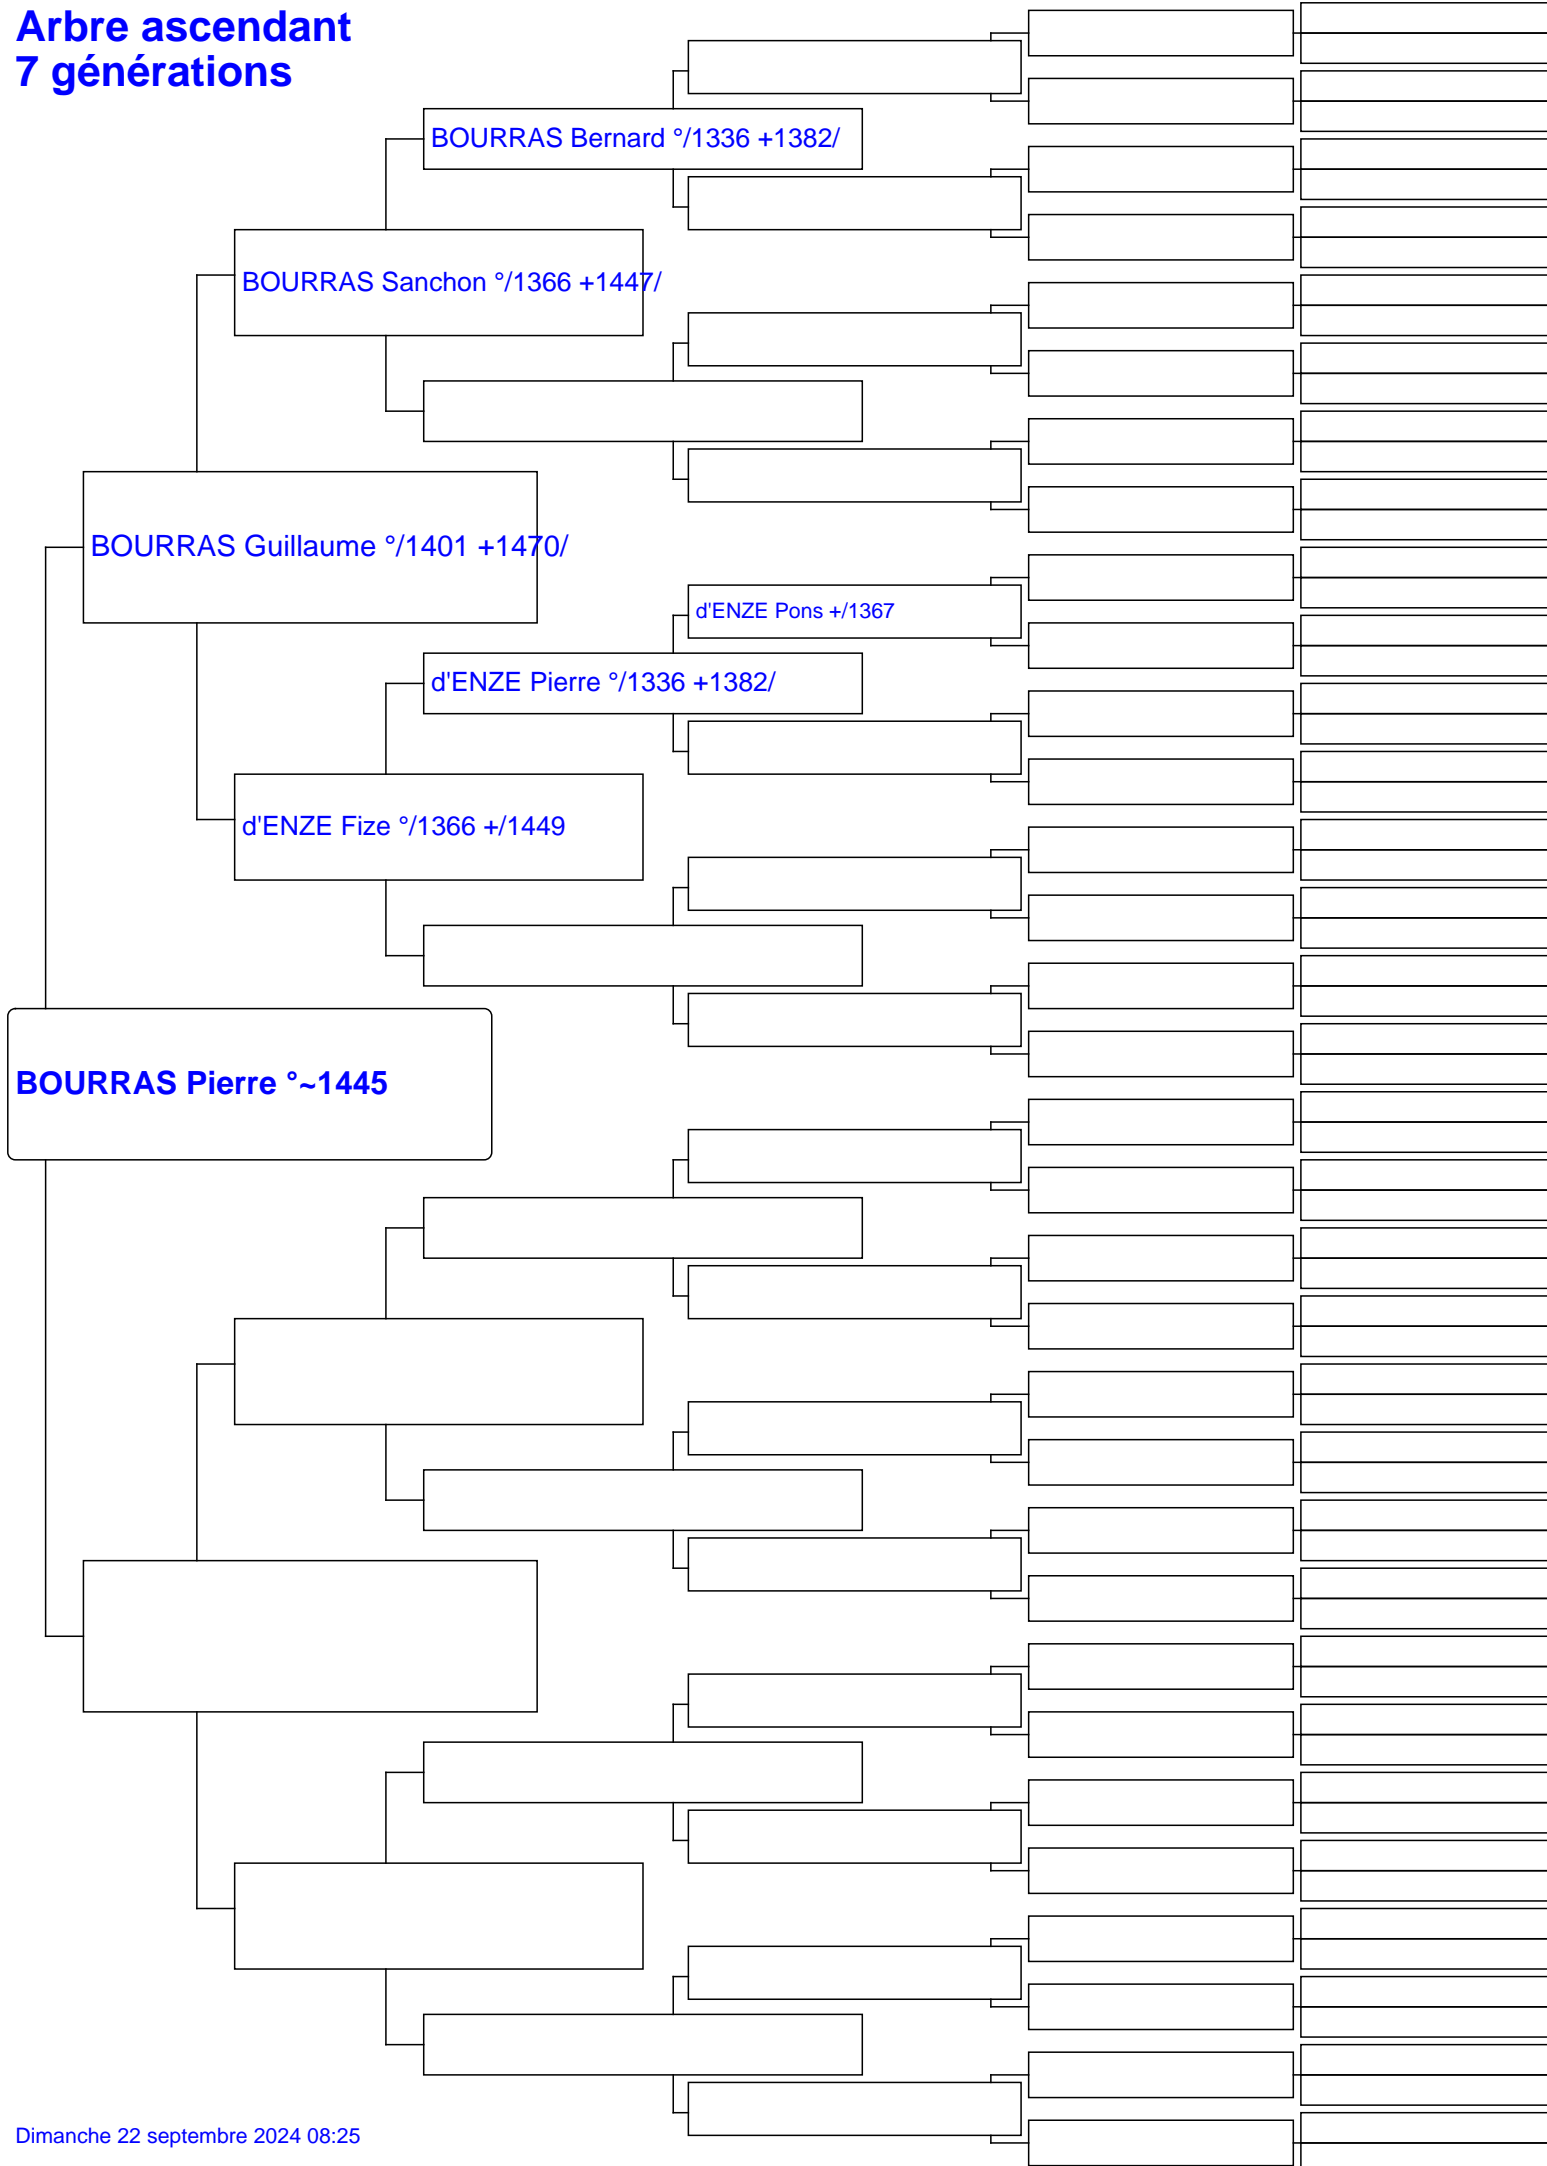 Arbre ascendant
7 générations
BOURRAS Bernard °/1336 +1382/
BOURRAS Sanchon °/1366 +1447/
BOURRAS Guillaume °/1401 +1470/
d'ENZE Pons +/1367
d'ENZE Pierre °/1336 +1382/
d'ENZE Fize °/1366 +/1449
BOURRAS Pierre °~1445
Dimanche 22 septembre 2024 08:25